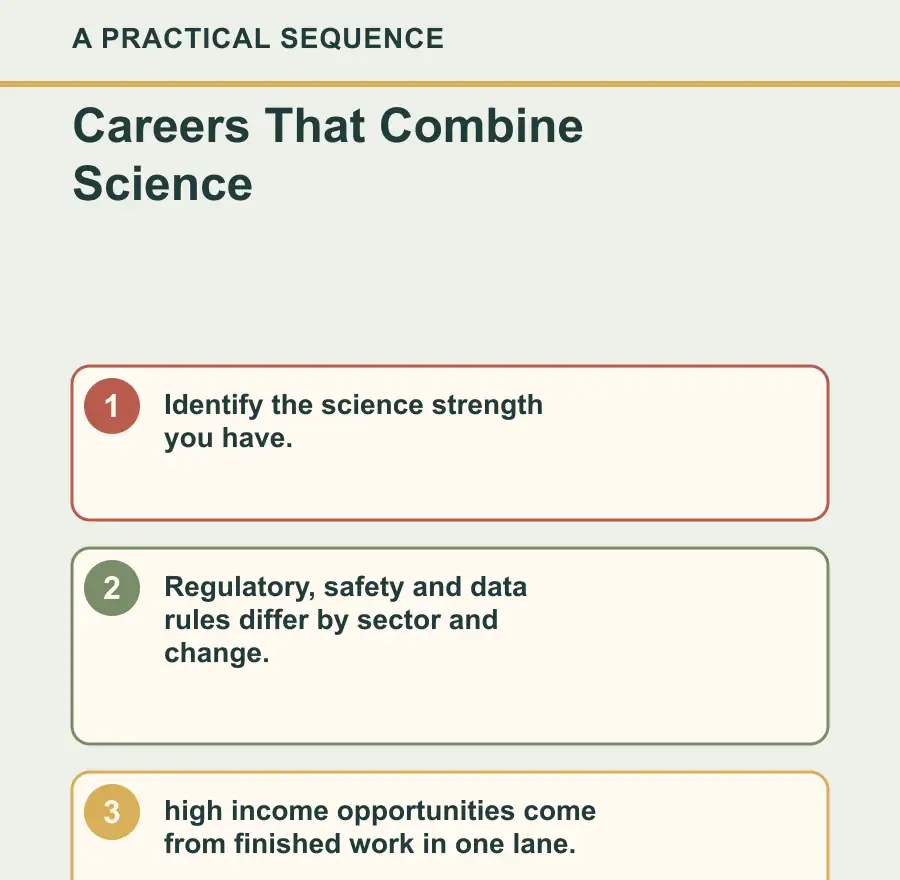 A PRACTICAL SEQUENCE
Careers That Combine
Science
1
Identify the science strength
you have.
2
Regulatory, safety and data
rules differ by sector and
change.
3
high income opportunities come
from finished work in one lane.